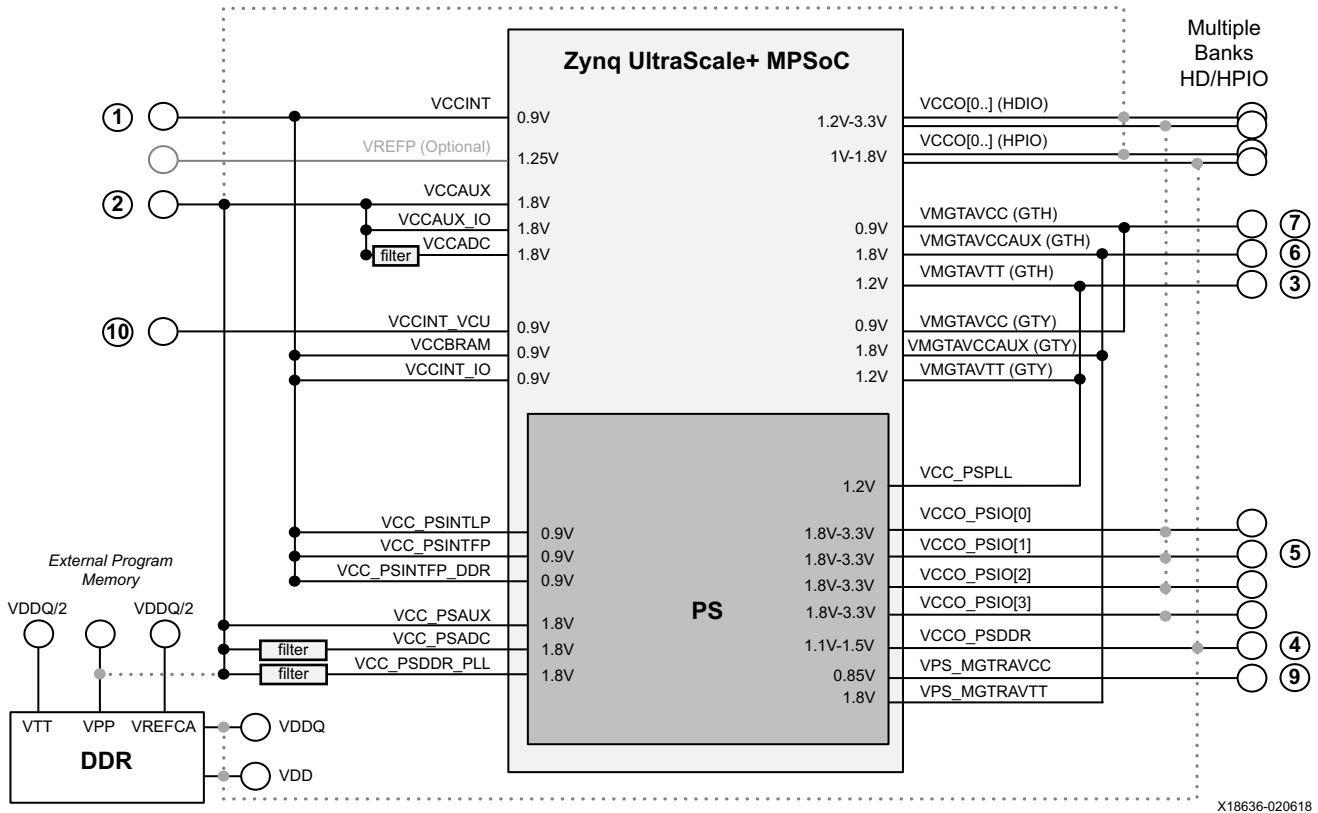 Multiple
Banks
HD/HPIO
Zynq UltraScale+ MPSoC
1
VCCINT
0.9V
1.2V-3.3V
VCCO[0..] (HDIO)
VREFP (Optional)
1.25V
1V-1.8V
VCCO[0..] (HPIO)
2
VCCAUX
1.8V
VCCAUX_IO
1.8V
VCCADC
filter
1.8V
0.9V
VMGTAVCC (GTH)
7
1.8V
VMGTAVCCAUX (GTH)
6
1.2V
VMGTAVTT (GTH)
3
10
VCCINT_VCU
0.9V
VCCBRAM
0.9V
VCCINT_IO
0.9V
0.9V
VMGTAVCC (GTY)
1.8V
VMGTAVCCAUX (GTY)
1.2V
VMGTAVTT (GTY)
1.2V
VCC_PSPLL
VCC_PSINTLP
0.9V
VCC_PSINTFP
0.9V
VCC_PSINTFP_DDR
0.9V
1.8V-3.3V
VCCO_PSIO[0]
1.8V-3.3V
VCCO_PSIO[1]
5
1.8V-3.3V
VCCO_PSIO[2]
1.8V-3.3V
VCCO_PSIO[3]
PS
VCC_PSAUX
1.8V
VCC_PSADC
filter
1.8V
VCC_PSDDR_PLL
filter
1.8V
1.1V-1.5V
VCCO_PSDDR
4
0.85V
VPS_MGTRAVCC
9
1.8V
VPS_MGTRAVTT
External Program
Memory
VDDQ/2
VDDQ/2
VTT
VPP
VREFCA
DDR
VDDQ
VDD
X18636-020618